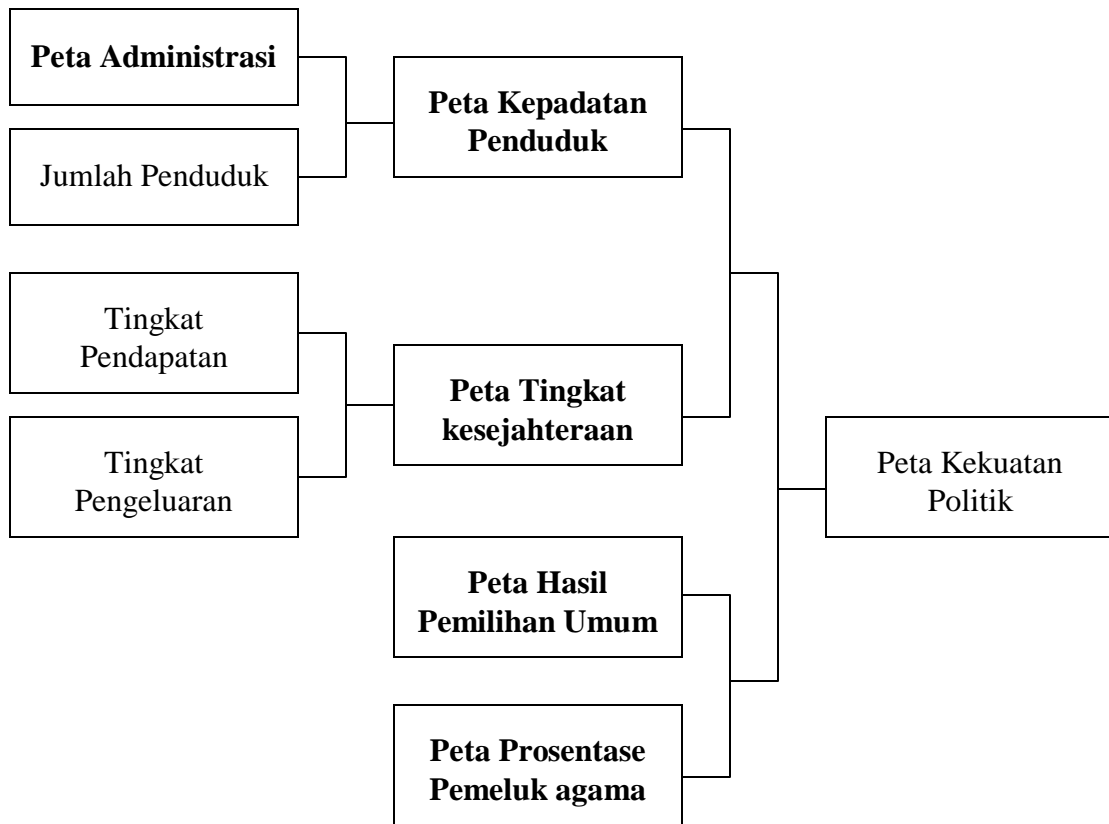 Peta Administrasi
Jumlah Penduduk
Peta Kepadatan
Penduduk
Tingkat
Pendapatan
Tingkat
Pengeluaran
Peta Tingkat
kesejahteraan
Peta Hasil
Pemilihan Umum
Peta Prosentase
Pemeluk agama
Peta Kekuatan
Politik